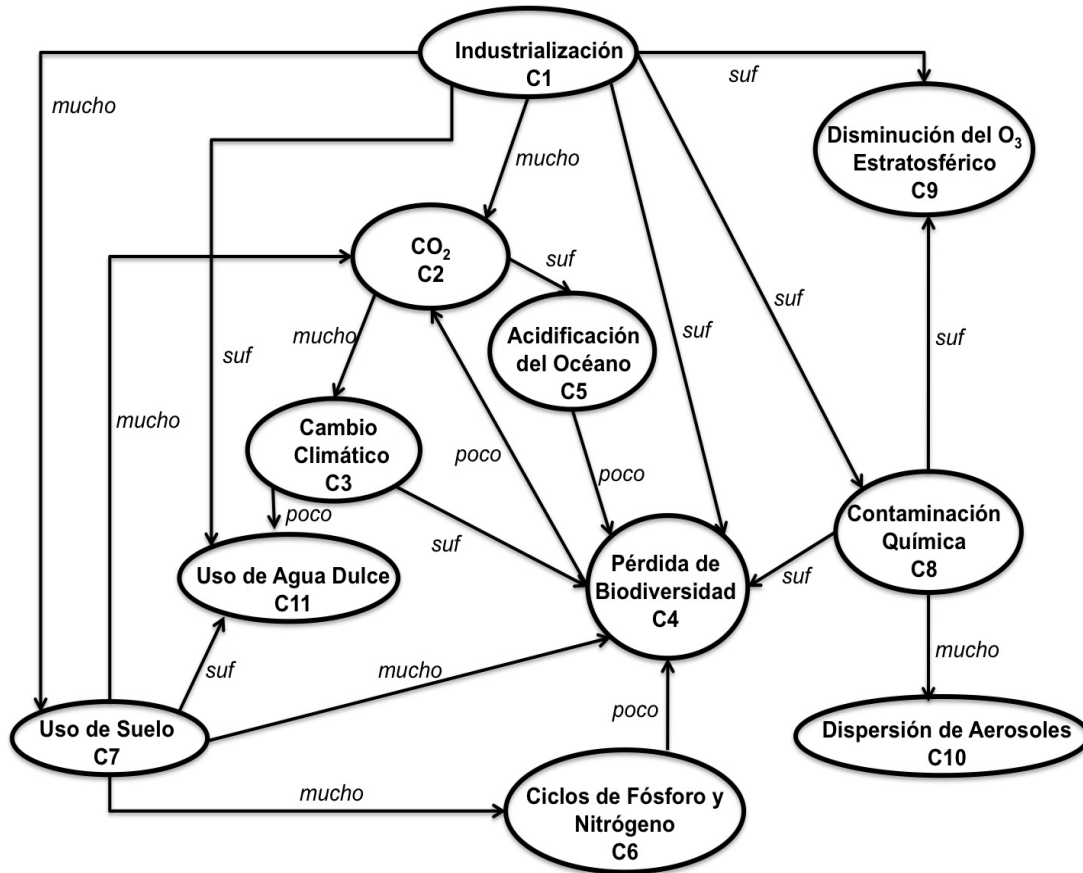 Industrialización
C1
suf
mucho
Disminución del O₃
Estratosférico
C9
mucho
CO₂
C2
suf
suf
Acidificación
del Océano
C5
mucho
suf
suf
suf
mucho
Cambio
Climático
C3
poco
poco
poco
Contaminación
Química
C8
suf
Pérdida de
Biodiversidad
C4
suf
Uso de Agua Dulce
C11
suf
mucho
mucho
poco
Uso de Suelo
C7
Dispersión de Aerosoles
C10
mucho
Ciclos de Fósforo y
Nitrógeno
C6